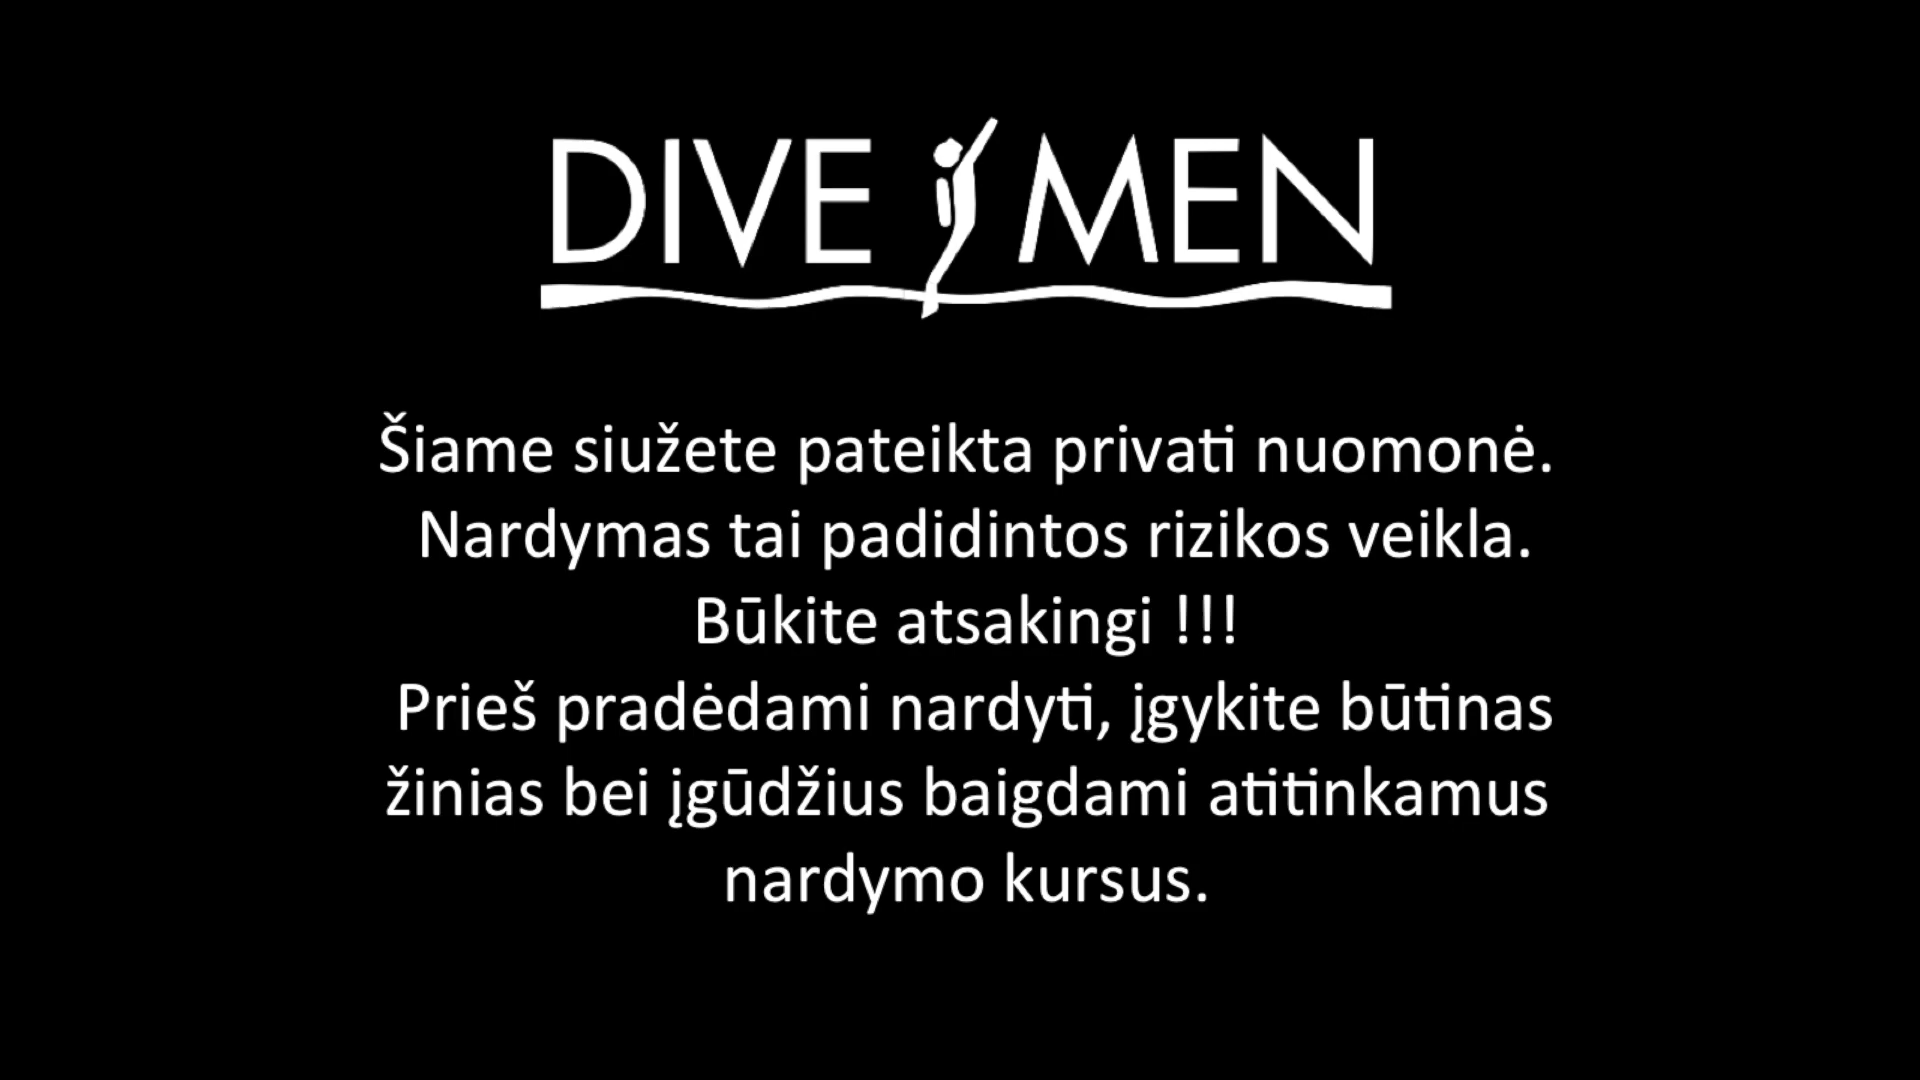 DIVE MEN
Šiame siužete pateikta privati nuomonė.
Nardymas tai padidintos rizikos veikla.
Būkite atsakingi !!!
Prieš pradėdami nardyti, įgykite būtinas
žinias bei įgūdžius baigdami atitinkamus
nardymo kursus.